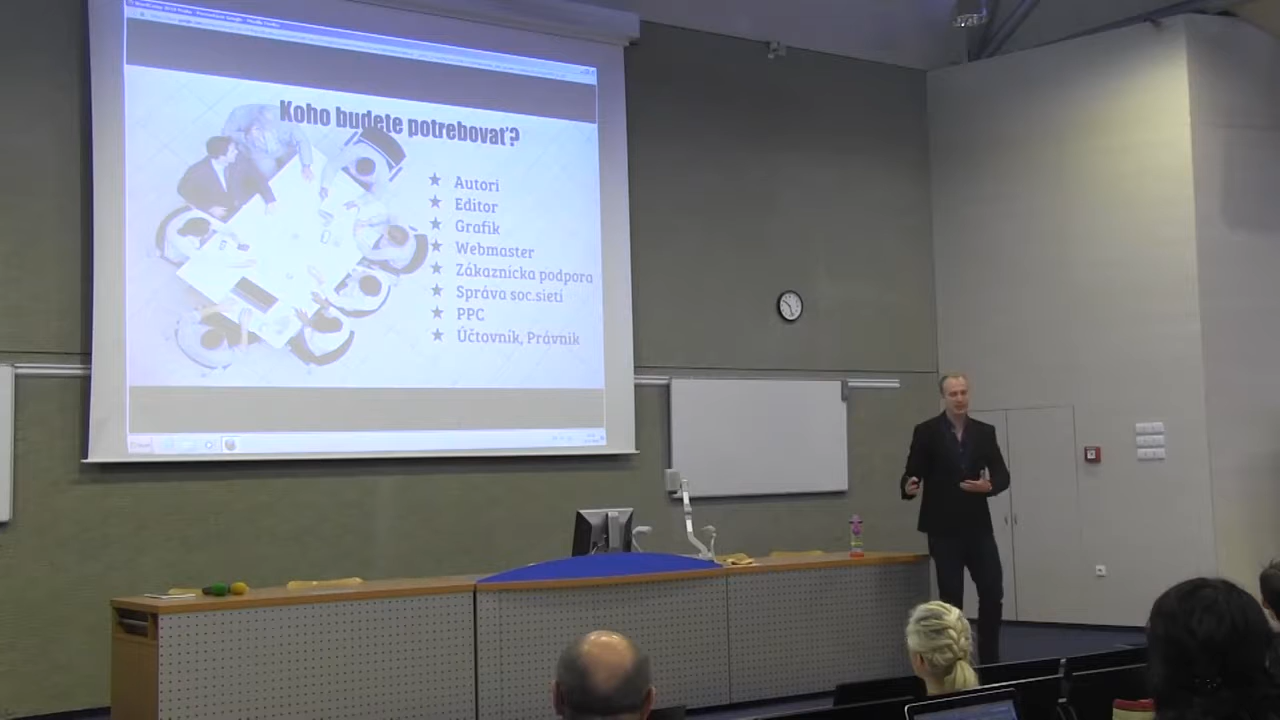 Koho budete potrebovať?
Autori
Editor
Grafik
Webmaster
Zákaznícka podpora
Správa soc.sietí
PPC
Účtovník, Právnik